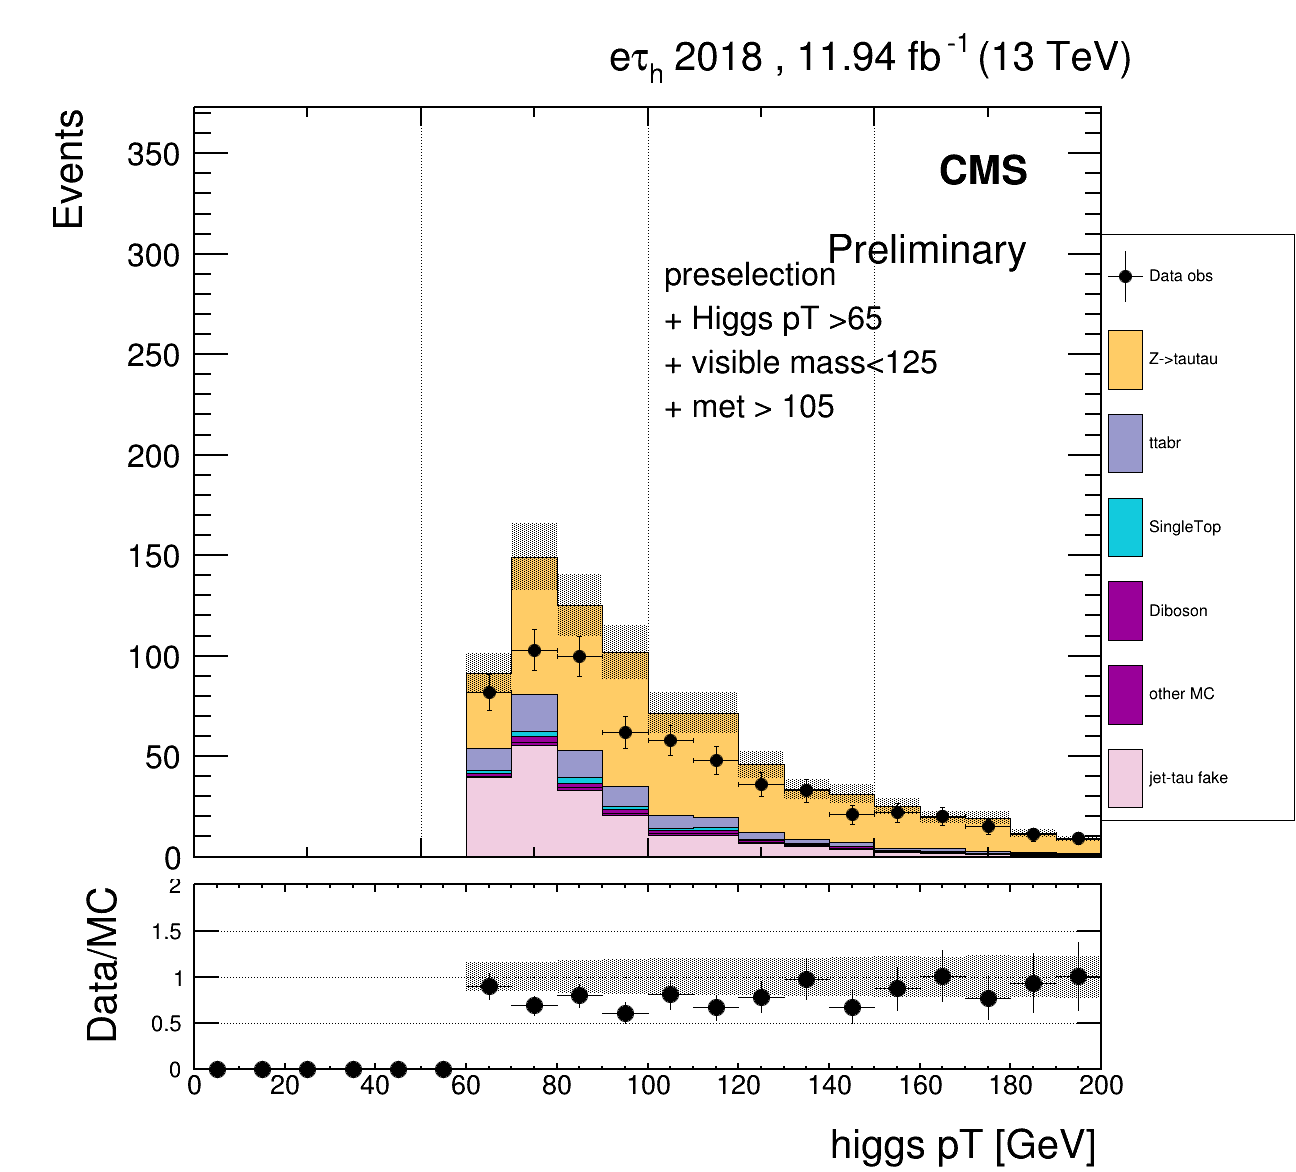 eτh 2018 , 11.94 fb-1 (13 TeV)
Events
350
300
250
200
150
100
50
0
CMS
Preliminary
preselection
+ Higgs pT >65
+ visible mass<125
+ met > 105
Data obs
Z->tautau
ttabr
SingleTop
Diboson
other MC
jet-tau fake
Data/MC
2
1.5
1
0.5
0
0 20 40 60 80 100 120 140 160 180 200
higgs pT [GeV]